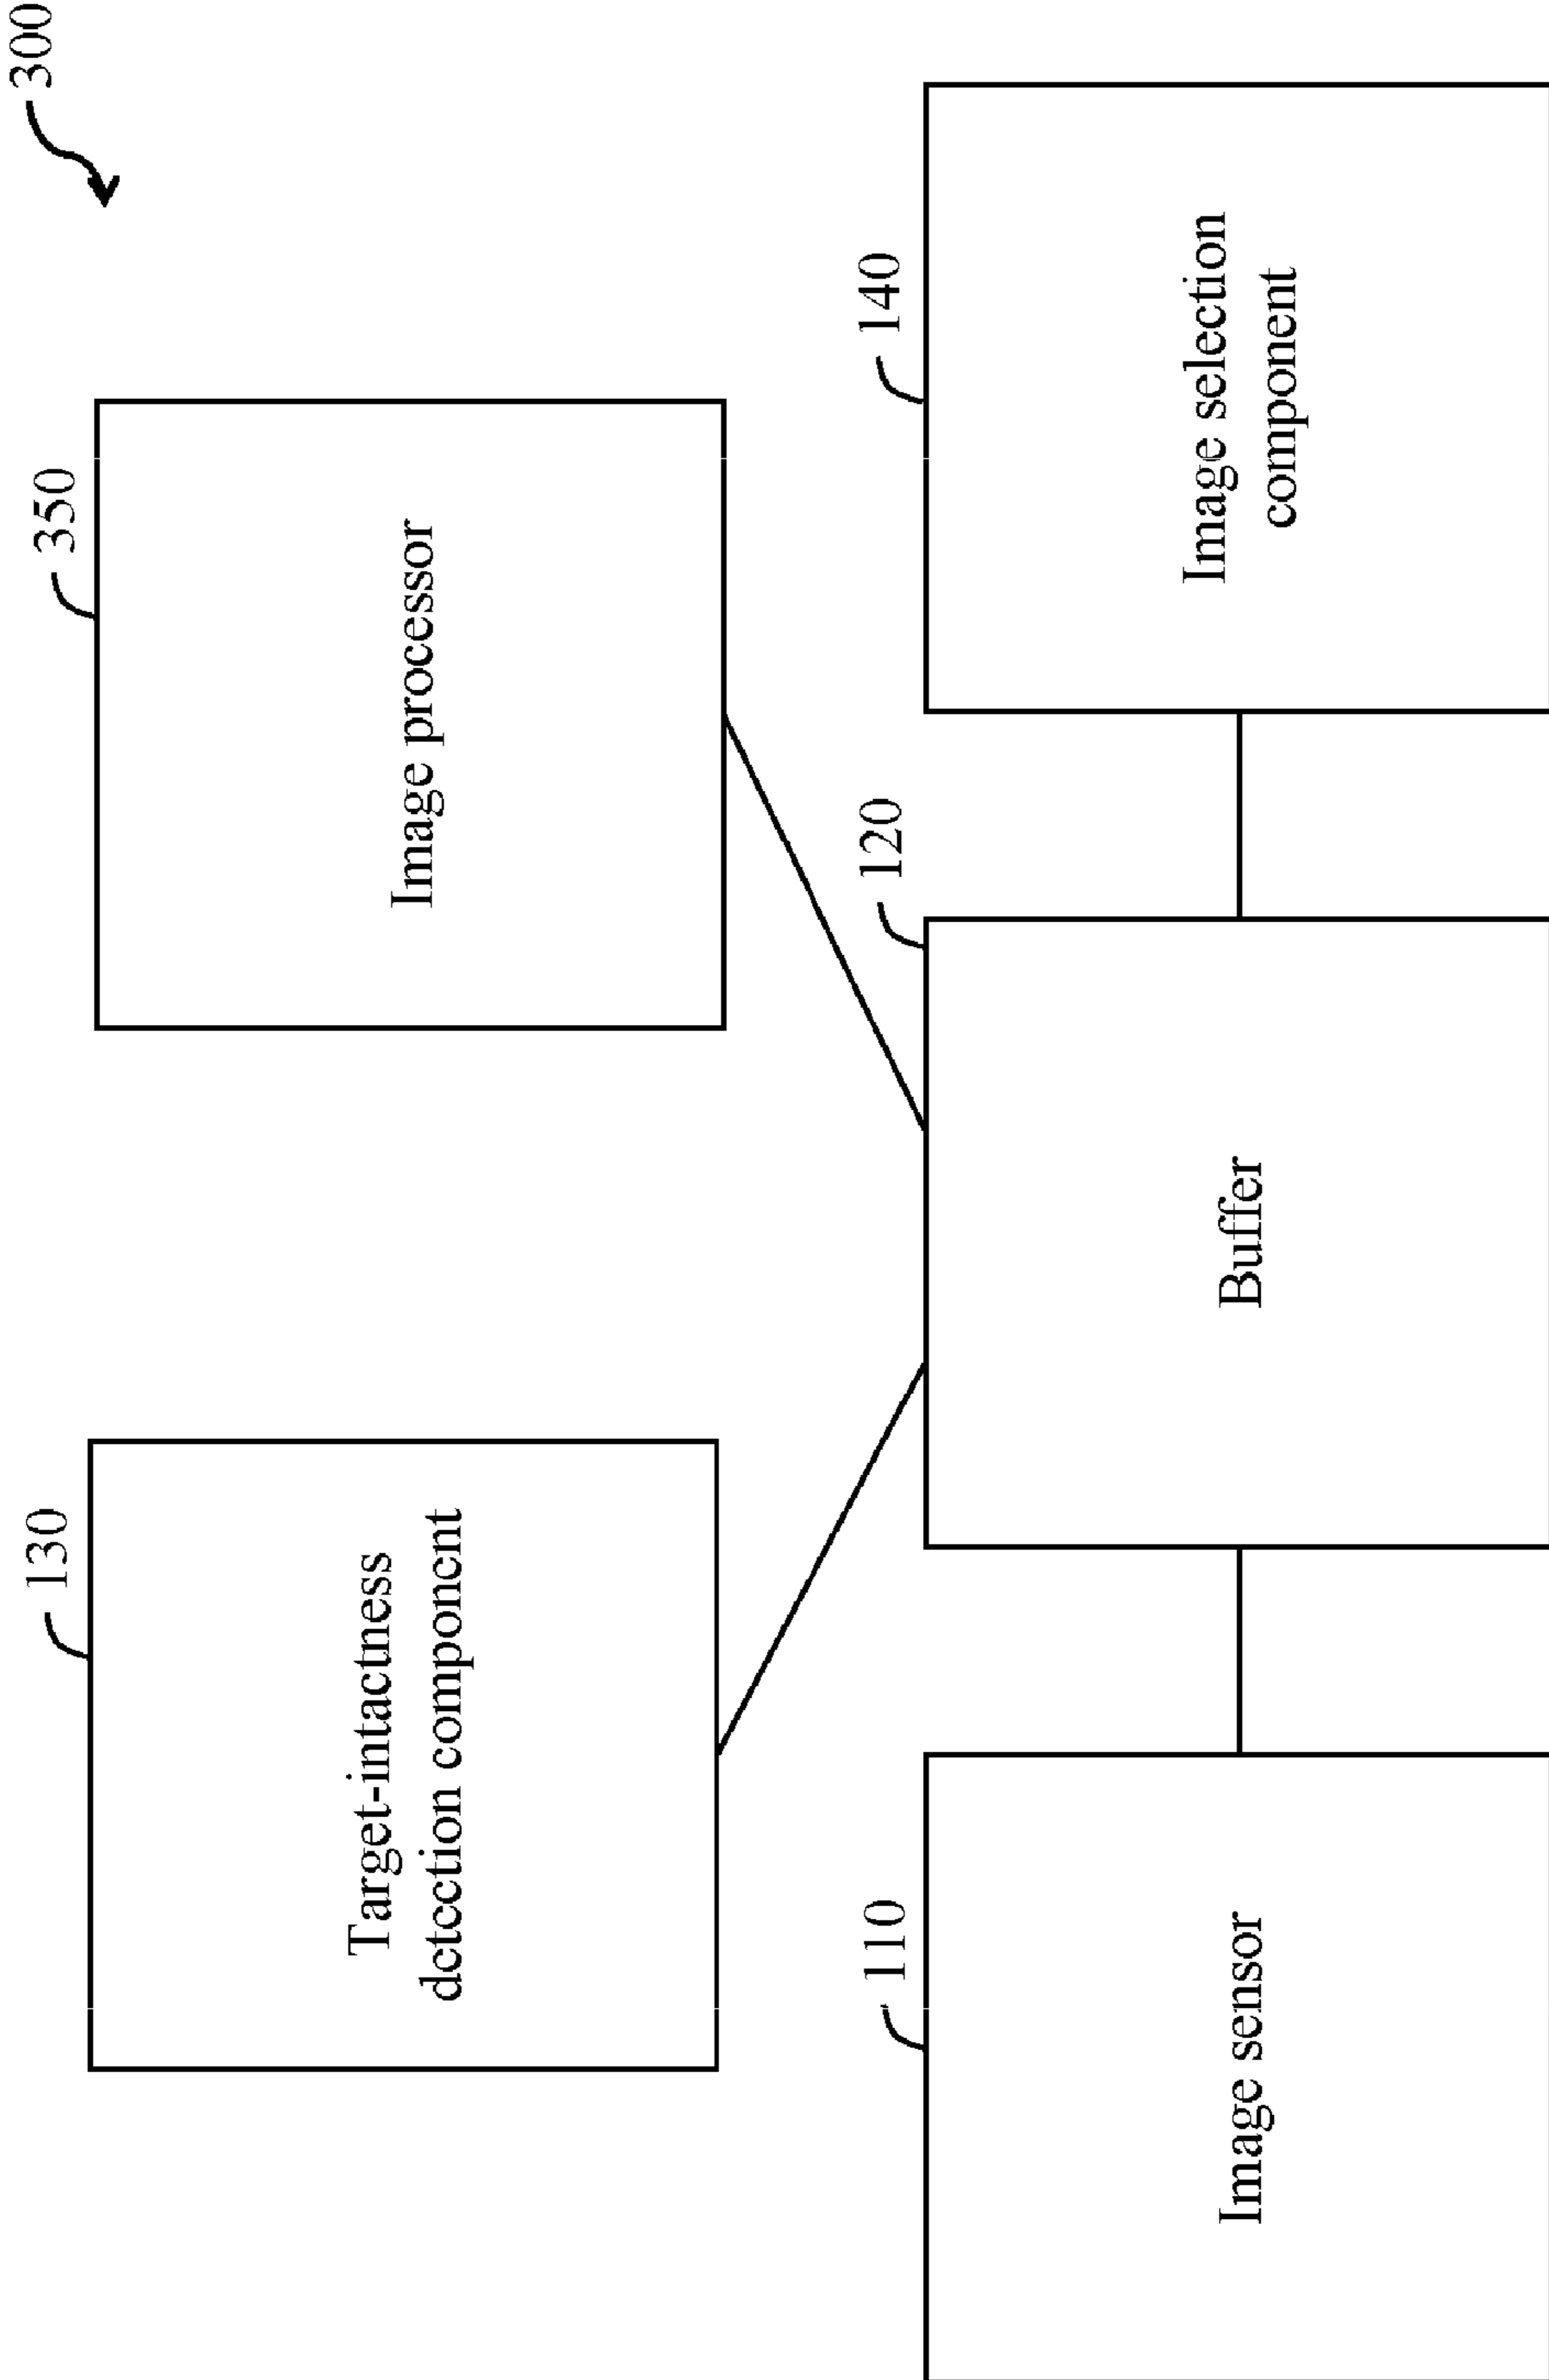 300
130
Target-intactness
detection component
350
Image processor
110
Image sensor
120
Buffer
140
Image selection
component